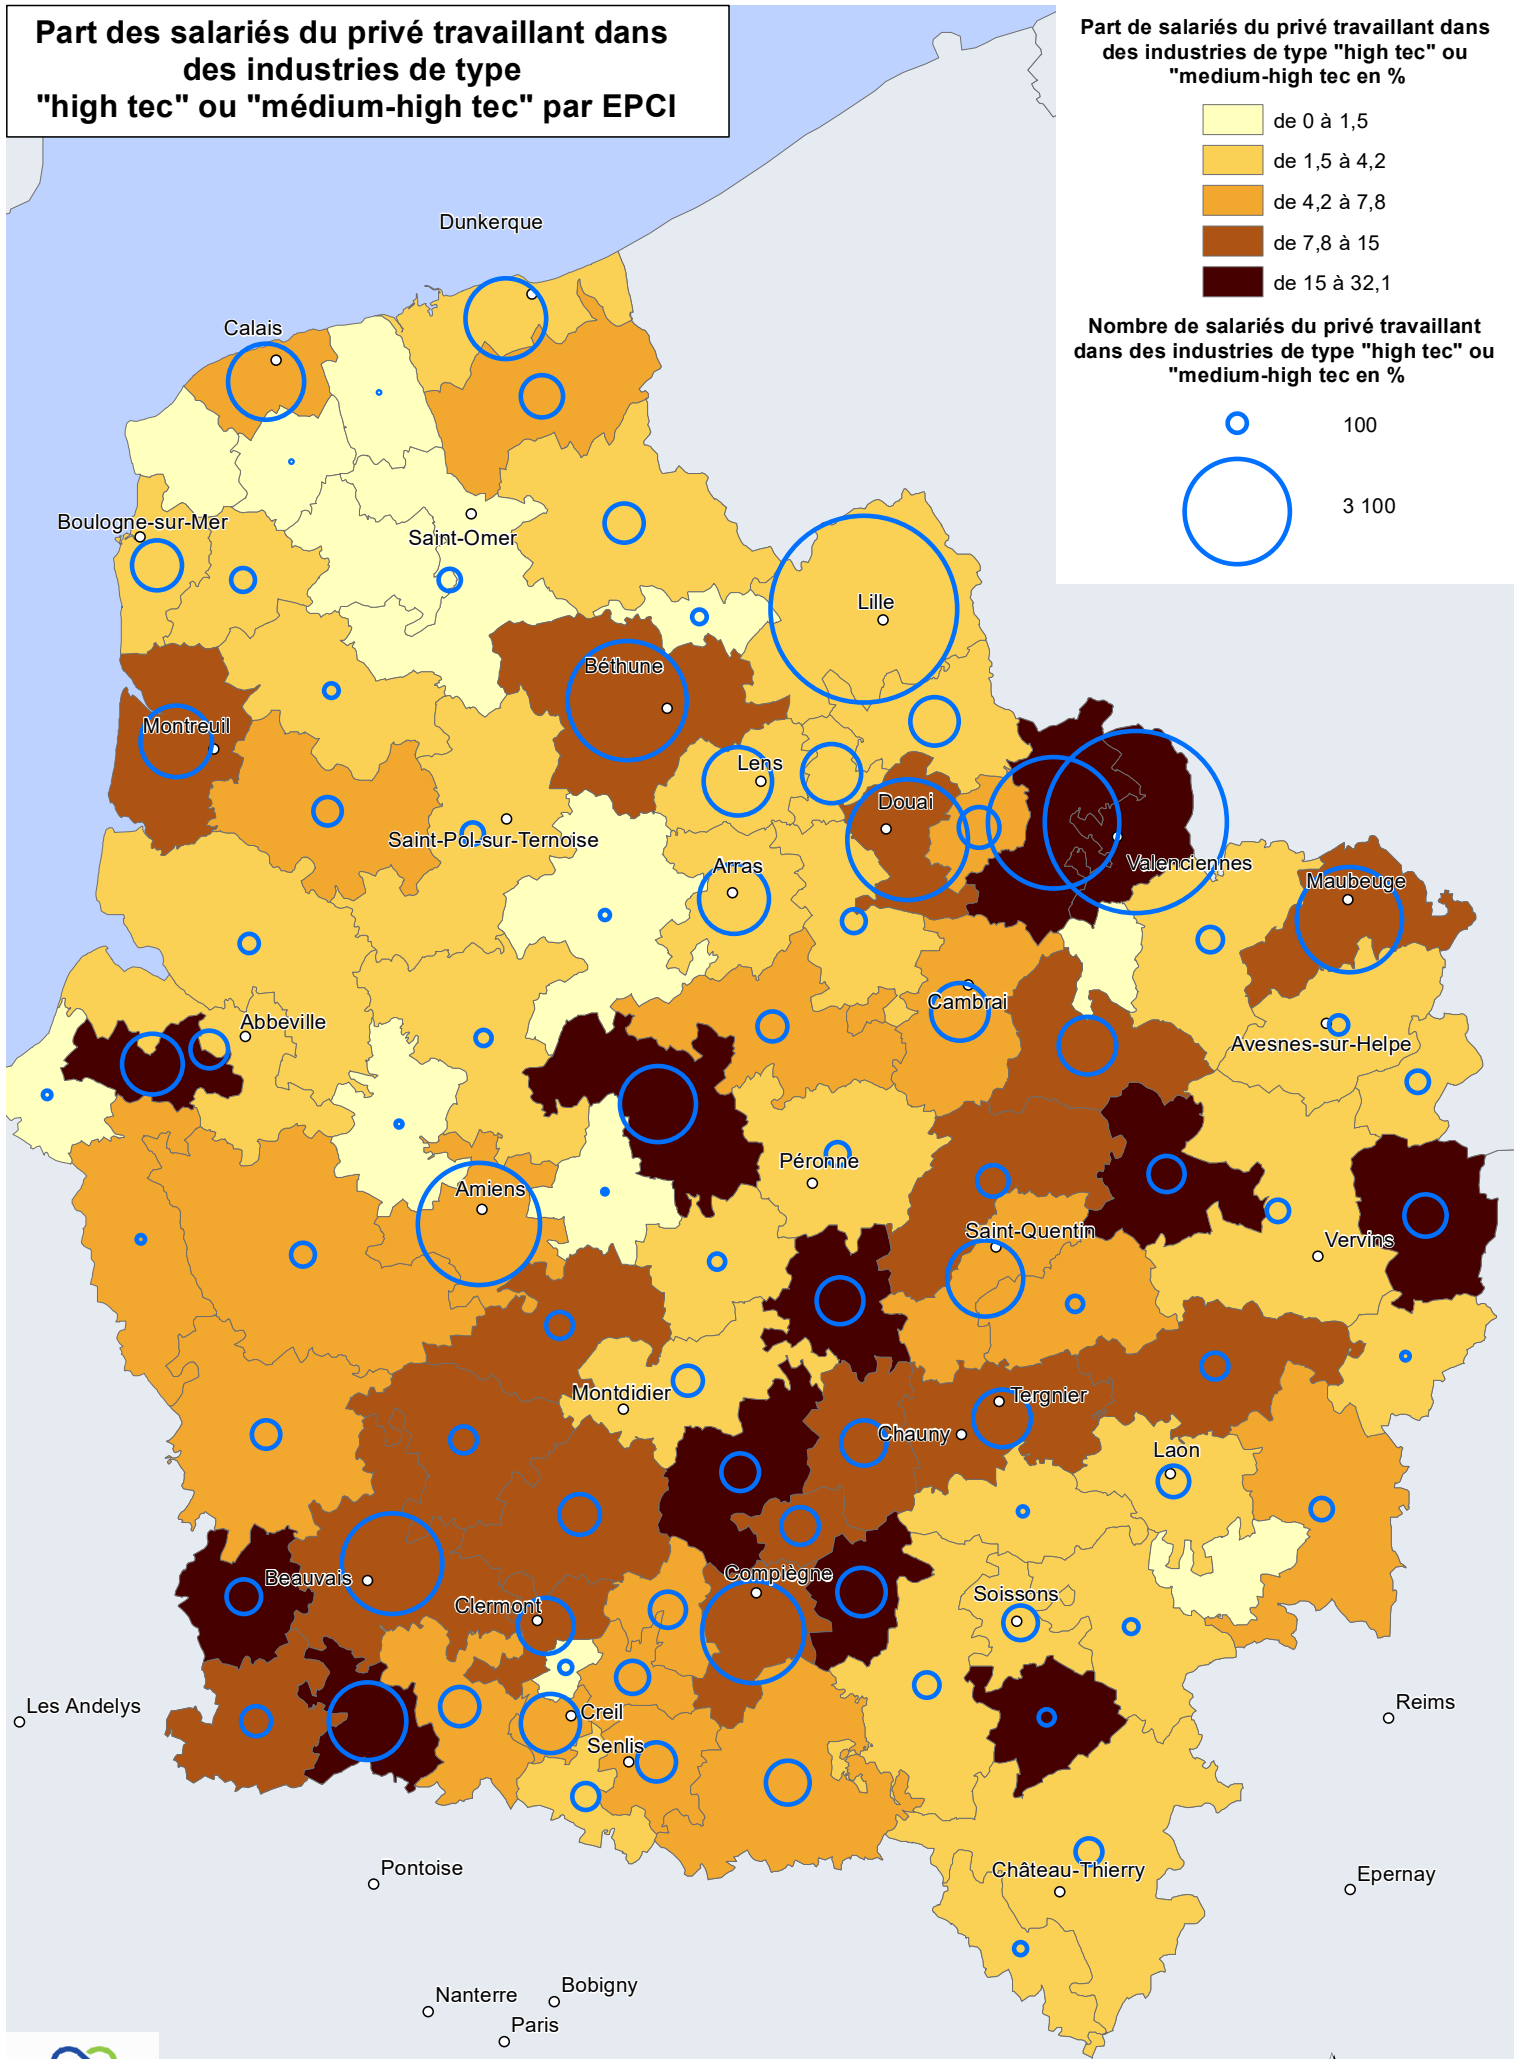 Part des salariés du privé travaillant dans
des industries de type
"high tec" ou "médium-high tec" par EPCI
Part de salariés du privé travaillant dans
des industries de type "high tec" ou
"medium-high tec en %
de 0 à 1,5
de 1,5 à 4,2
de 4,2 à 7,8
de 7,8 à 15
de 15 à 32,1
Nombre de salariés du privé travaillant
dans des industries de type "high tec" ou
"medium-high tec en %
100
3 100
Dunkerque
Calais
Boulogne-sur-Mer
Saint-Omer
Lille
Béthune
Montreuil
Lens
Douai
Saint-Pol-sur-Ternoise
Valenciennes
Arras
Maubeuge
Cambrai
Abbeville
Avesnes-sur-Helpe
Péronne
Amiens
Saint-Quentin
Vervins
Montdidier
Tergnier
Chauny
Laon
Compiègne
Beauvais
Soissons
Clermont
Les Andelys
Creil
Reims
Senlis
Pontoise
Château-Thierry
Epernay
Bobigny
Nanterre
Paris